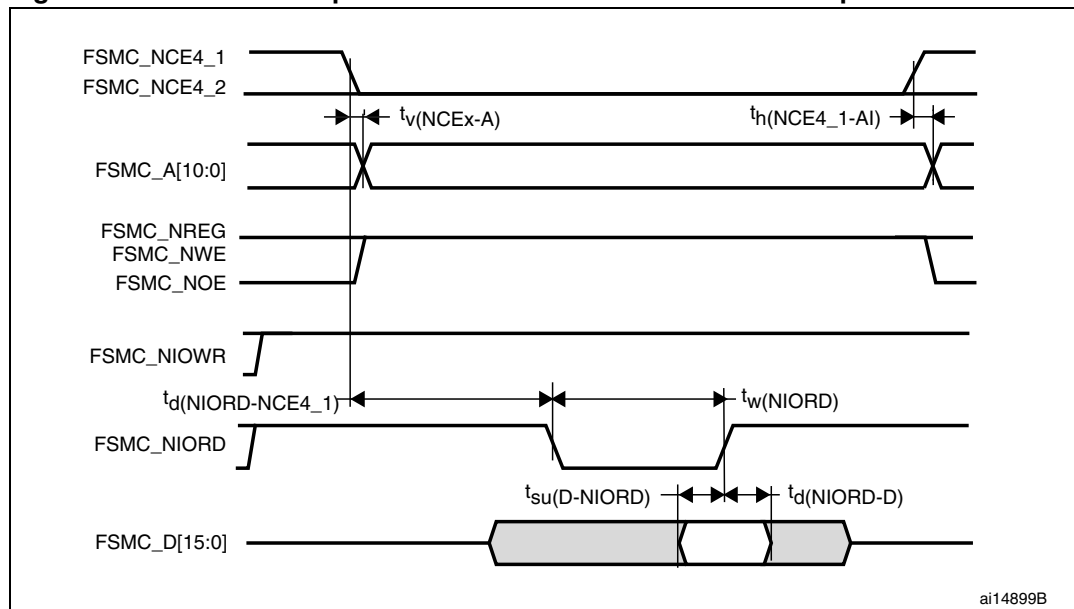 FSMC_NCE4_1
FSMC_NCE4_2
tv(NCEx-A)
th(NCE4_1-AI)
FSMC_A[10:0]
FSMC_NREG
FSMC_NWE
FSMC_NOE
FSMC_NIOWR
td(NIORD-NCE4_1)
tw(NIORD)
FSMC_NIORD
tsu(D-NIORD)
td(NIORD-D)
FSMC_D[15:0]
ai14899B